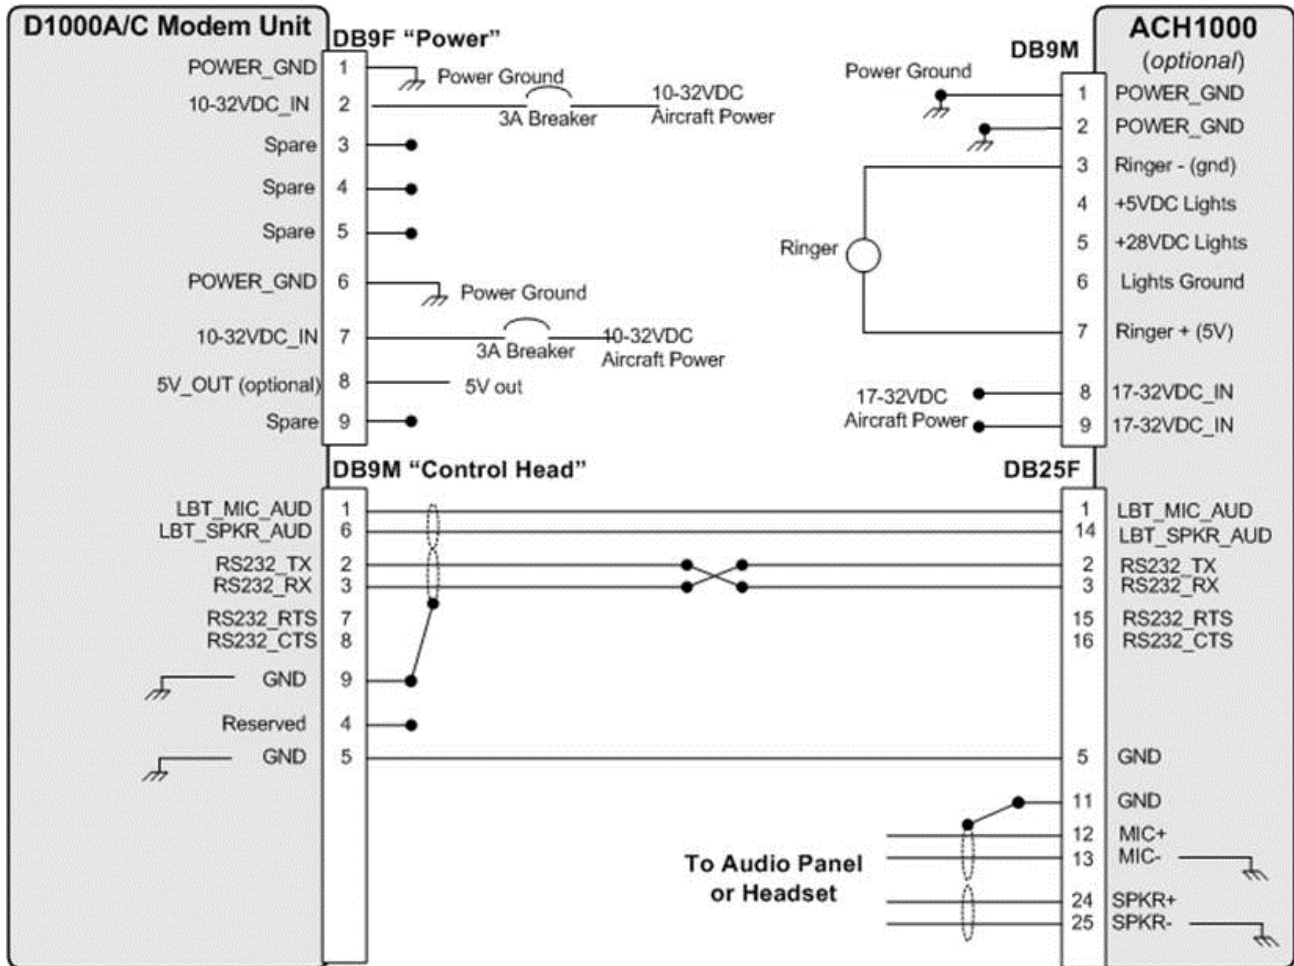 D1000A/C Modem Unit
DB9F “Power”
POWER_GND 1 Power Ground
10-32VDC_IN 2 3A Breaker 10-32VDC
Aircraft Power
Spare 3
Spare 4
Spare 5
POWER_GND 6 Power Ground
10-32VDC_IN 7 3A Breaker 10-32VDC
Aircraft Power
5V_OUT (optional) 8 5V out
Spare 9
DB9M “Control Head”
LBT_MIC_AUD 1
LBT_SPKR_AUD 6
RS232_TX 2
RS232_RX 3
RS232_RTS 7
RS232_CTS 8
GND 9
Reserved 4
GND 5
ACH1000
(optional)
DB9M
Power Ground 1 POWER_GND
2 POWER_GND
3 Ringer - (gnd)
4 +5VDC Lights
5 +28VDC Lights
Ringer
6 Lights Ground
7 Ringer + (5V)
17-32VDC 8 17-32VDC_IN
Aircraft Power 9 17-32VDC_IN
DB25F
1 LBT_MIC_AUD
14 LBT_SPKR_AUD
2 RS232_TX
3 RS232_RX
15 RS232_RTS
16 RS232_CTS
5 GND
11 GND
12 MIC+
13 MIC-
24 SPKR+
25 SPKR-
To Audio Panel
or Headset